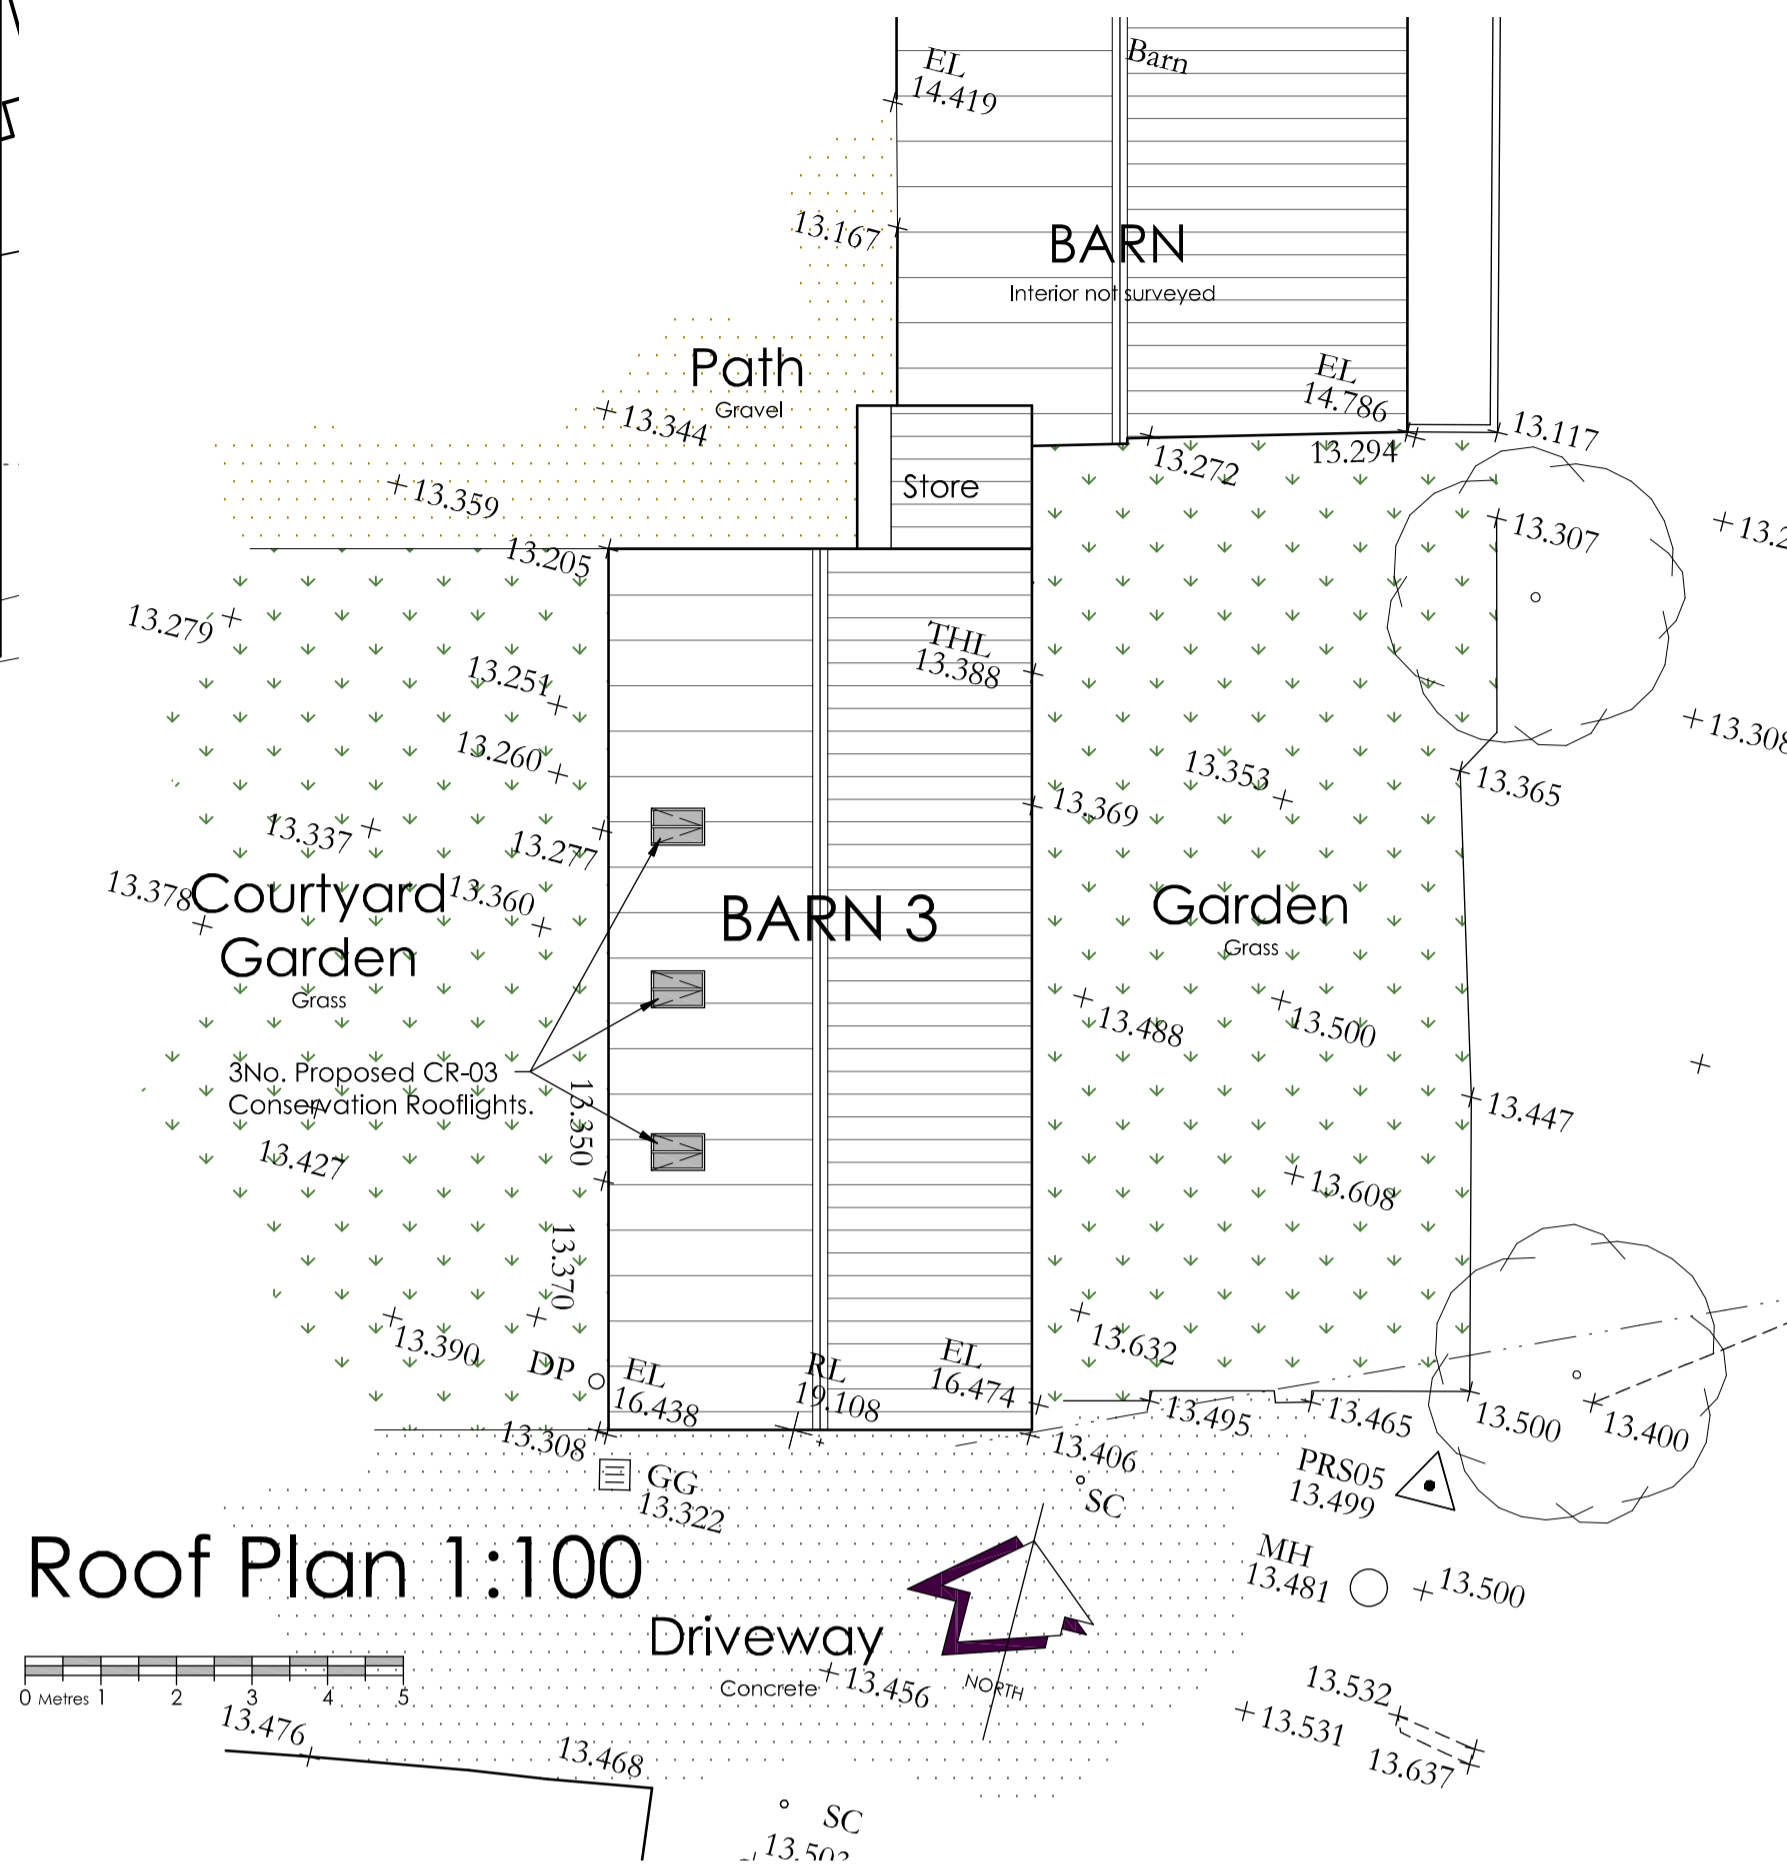 EL
14.419
Barn
13.167
BARN
Interior not surveyed
Path
Gravel
EL
14.786
13.344
13.117
13.272
13.294
Store
13.359
13.307
13.2
13.205
13.279
THL
13.388
13.251
13.308
13.260
13.353
13.365
13.369
13.337
13.277
13.378
Courtyard
Garden
Grass
13.360
BARN 3
Garden
Grass
13.488
13.500
3No. Proposed CR-03
Conservation Rooflights.
13.350
13.447
13.427
13.608
13.370
13.390
13.632
DP
EL
16.438
RL
19.108
EL
16.474
13.495
13.465
13.500
13.400
13.308
13.406
GG
13.322
SC
PRS05
13.499
Roof Plan 1:100
MH
13.481
13.500
Driveway
Concrete
13.456
NORTH
0 Metres 1 2 3 4 5
13.532
13.531
13.637
13.476
13.468
SC